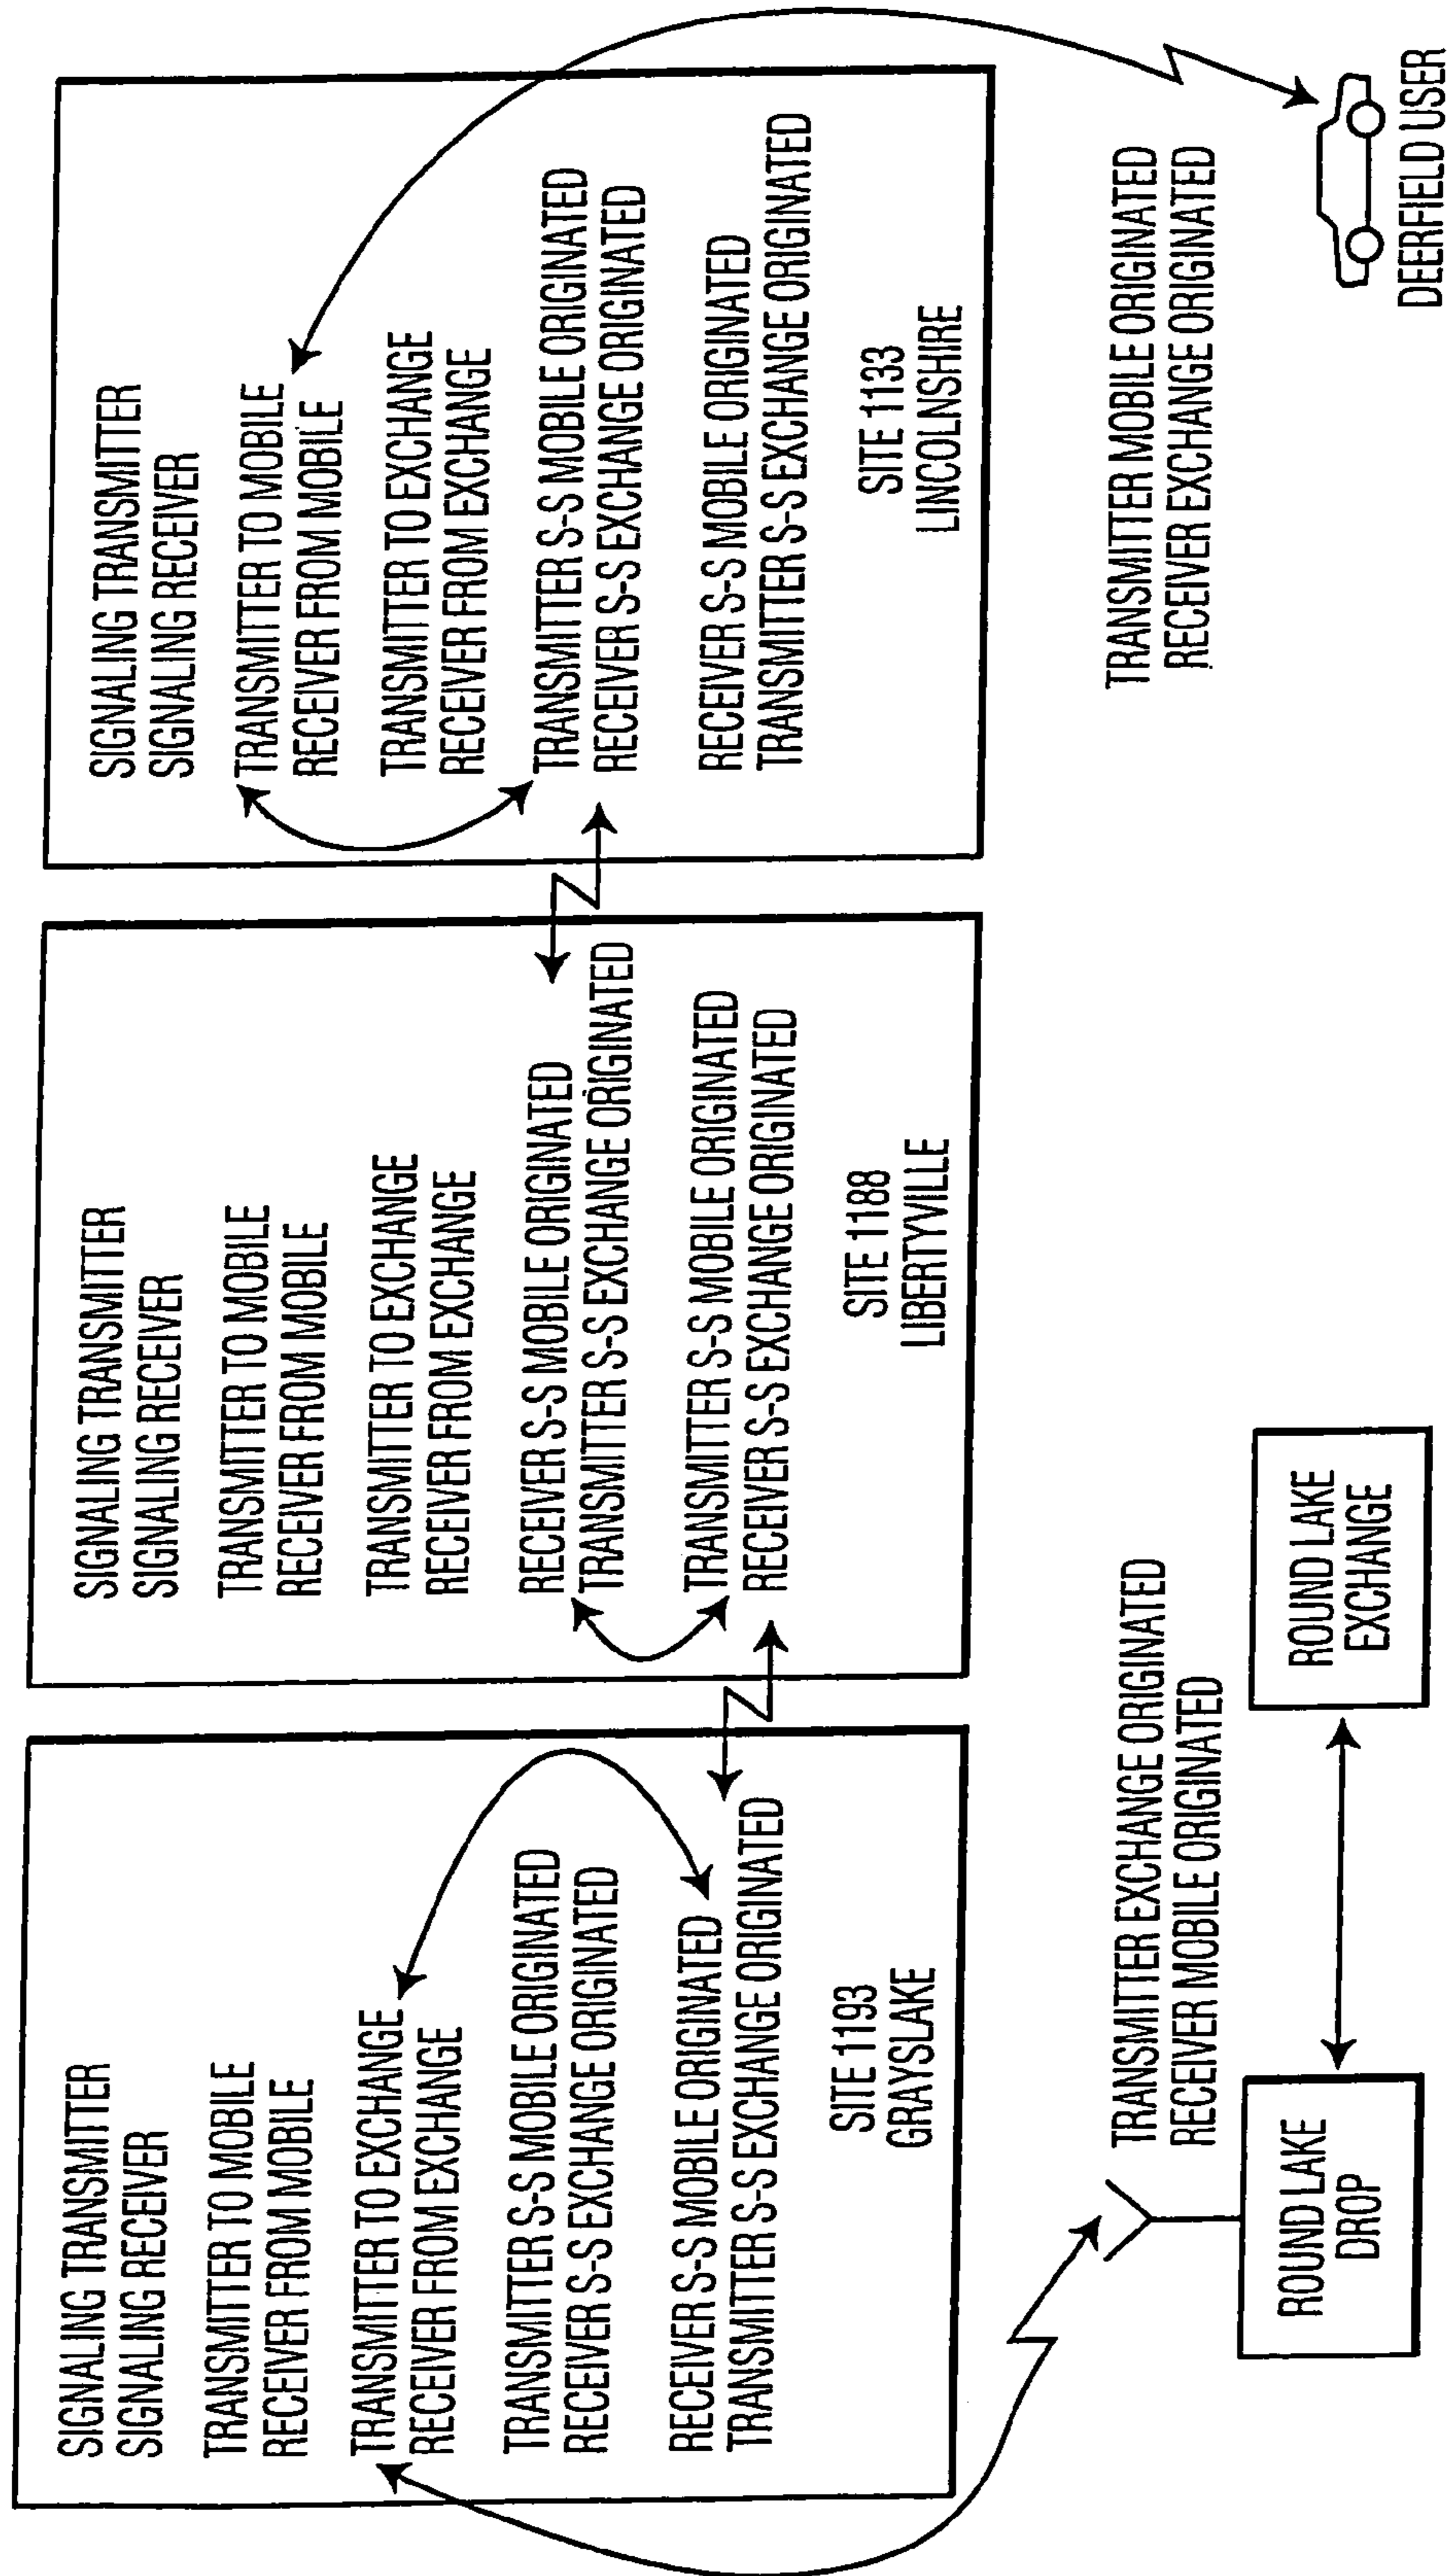 SIGNALING TRANSMITTER
SIGNALING RECEIVER
TRANSMITTER TO MOBILE
RECEIVER FROM MOBILE
TRANSMITTER TO EXCHANGE
RECEIVER FROM EXCHANGE
TRANSMITTER S-S MOBILE ORIGINATED
RECEIVER S-S EXCHANGE ORIGINATED
RECEIVER S-S MOBILE ORIGINATED
TRANSMITTER S-S EXCHANGE ORIGINATED
SITE 1193
GRAYSLAKE
SIGNALING TRANSMITTER
SIGNALING RECEIVER
TRANSMITTER TO MOBILE
RECEIVER FROM MOBILE
TRANSMITTER TO EXCHANGE
RECEIVER FROM EXCHANGE
RECEIVER S-S MOBILE ORIGINATED
TRANSMITTER S-S EXCHANGE ORIGINATED
TRANSMITTER S-S MOBILE ORIGINATED
RECEIVER S-S EXCHANGE ORIGINATED
SITE 1188
LIBERTYVILLE
SIGNALING TRANSMITTER
SIGNALING RECEIVER
TRANSMITTER TO MOBILE
RECEIVER FROM MOBILE
TRANSMITTER TO EXCHANGE
RECEIVER FROM EXCHANGE
TRANSMITTER S-S MOBILE ORIGINATED
RECEIVER S-S EXCHANGE ORIGINATED
RECEIVER S-S MOBILE ORIGINATED
TRANSMITTER S-S EXCHANGE ORIGINATED
SITE 1133
LINCOLNSHIRE
TRANSMITTER EXCHANGE ORIGINATED
RECEIVER MOBILE ORIGINATED
ROUND LAKE
DROP
ROUND LAKE
EXCHANGE
TRANSMITTER MOBILE ORIGINATED
RECEIVER EXCHANGE ORIGINATED
DEERFIELD USER